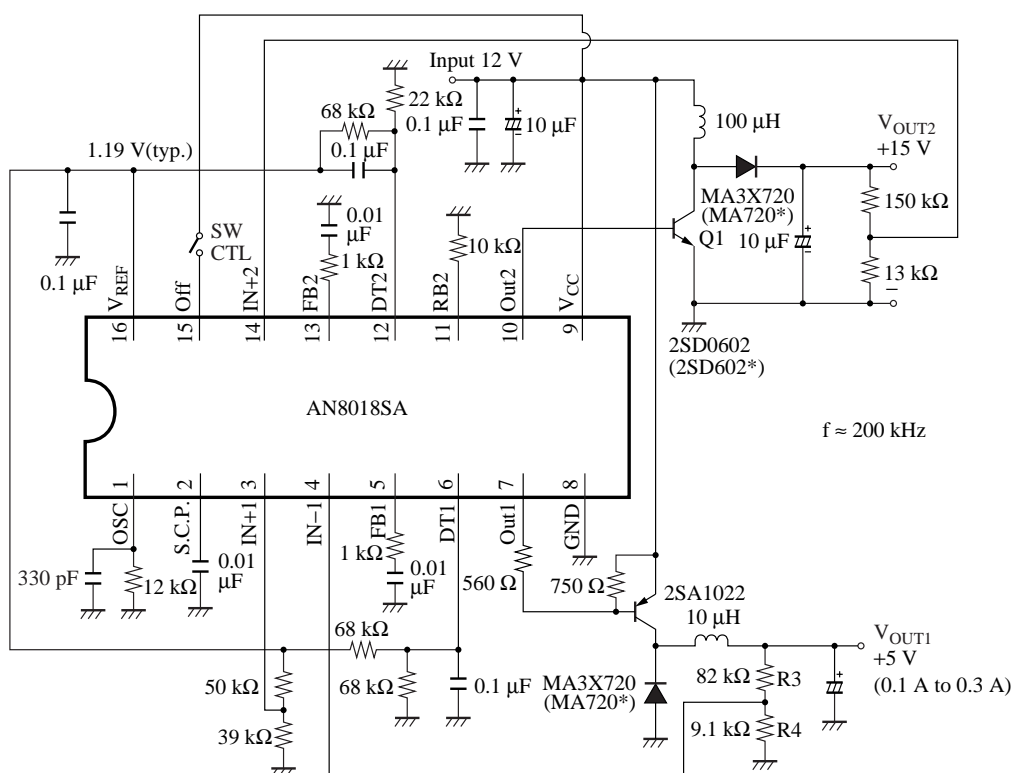 Input 12 V
22 kΩ
68 kΩ
0.1 μF
0.1 μF
10 μF
100 μH
1.19 V(typ.)
VOUT2
+15 V
MA3X720
(MA720*)
Q1
150 kΩ
10 μF
13 kΩ
−
SW
CTL
0.1 μF
0.01
μF
1 kΩ
10 kΩ
2SD0602
(2SD602*)
VREF
Off
IN+2
FB2
DT2
RB2
Out2
VCC
16
15
14
13
12
11
10
9
AN8018SA
f ≈ 200 kHz
1
2
3
4
5
6
7
8
OSC
S.C.P.
IN+1
IN−1
FB1
DT1
Out1
GND
330 pF
12 kΩ
0.01
μF
1 kΩ
0.01
μF
560 Ω
750 Ω
2SA1022
10 μH
68 kΩ
50 kΩ
68 kΩ
0.1 μF
39 kΩ
MA3X720
(MA720*)
82 kΩ
R3
9.1 kΩ
R4
VOUT1
+5 V
(0.1 A to 0.3 A)